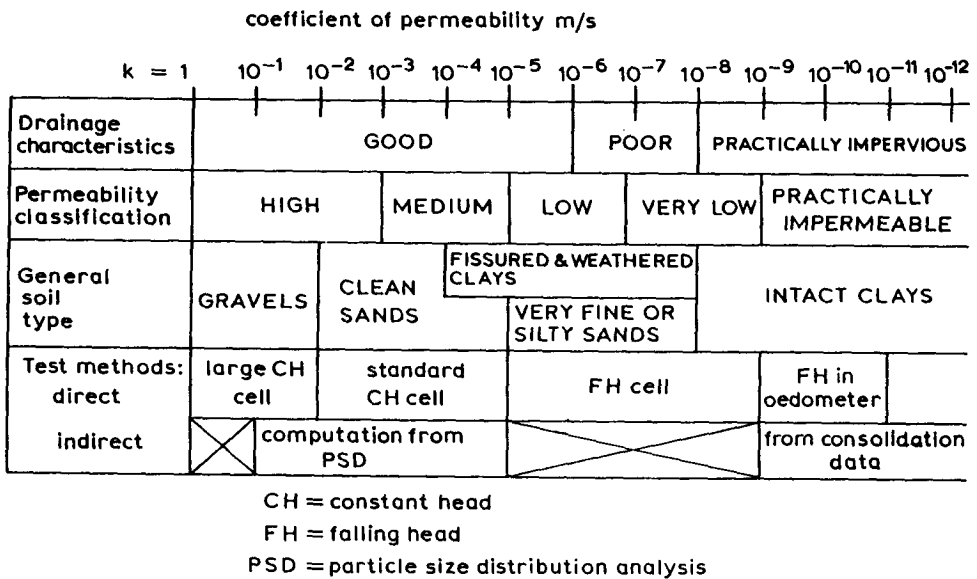 coefficient of permeability m/s
k = 1 10⁻¹ 10⁻² 10⁻³ 10⁻⁴ 10⁻⁵ 10⁻⁶ 10⁻⁷ 10⁻⁸ 10⁻⁹ 10⁻¹⁰ 10⁻¹¹ 10⁻¹²
Drainage
characteristics
GOOD
POOR
PRACTICALLY IMPERVIOUS
Permeability
classification
HIGH
MEDIUM
LOW
VERY LOW
PRACTICALLY
IMPERMEABLE
General
soil
type
GRAVELS
CLEAN
SANDS
FISSURED & WEATHERED
CLAYS
VERY FINE OR
SILTY SANDS
INTACT CLAYS
Test methods:
direct
large CH
cell
standard
CH cell
FH cell
FH in
oedometer
indirect
computation from
PSD
from consolidation
data
CH = constant head
FH = falling head
PSD = particle size distribution analysis